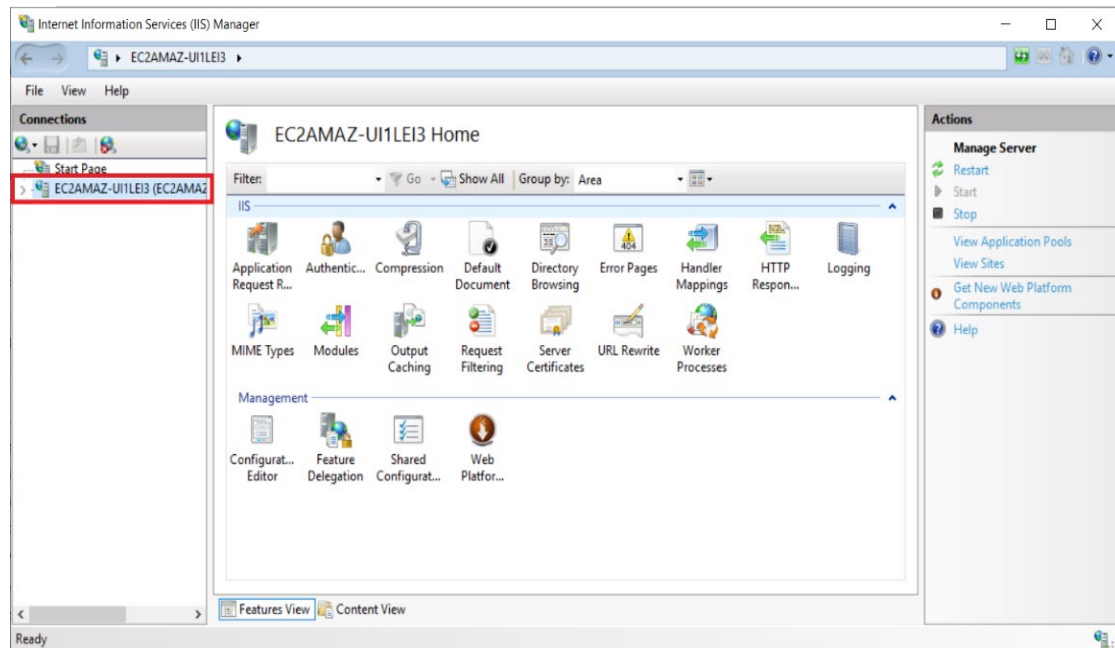 Internet Information Services (IIS) Manager
EC2AMAZ-UI1LEI3
File View Help
Connections
Start Page
EC2AMAZ-UI1LEI3 (EC2AMAZ
EC2AMAZ-UI1LEI3 Home
Filter: Go Show All Group by: Area
IIS
Application Request R...
Authentic...
Compression
Default Document
Directory Browsing
Error Pages
404
Handler Mappings
HTTP Respon...
Logging
MIME Types
Modules
Output Caching
Request Filtering
Server Certificates
URL Rewrite
Worker Processes
Management
Configurat... Editor
Feature Delegation
Shared Configurat...
Web Platfor...
Features View Content View
Actions
Manage Server
Restart
Start
Stop
View Application Pools
View Sites
Get New Web Platform
Components
Help
Ready